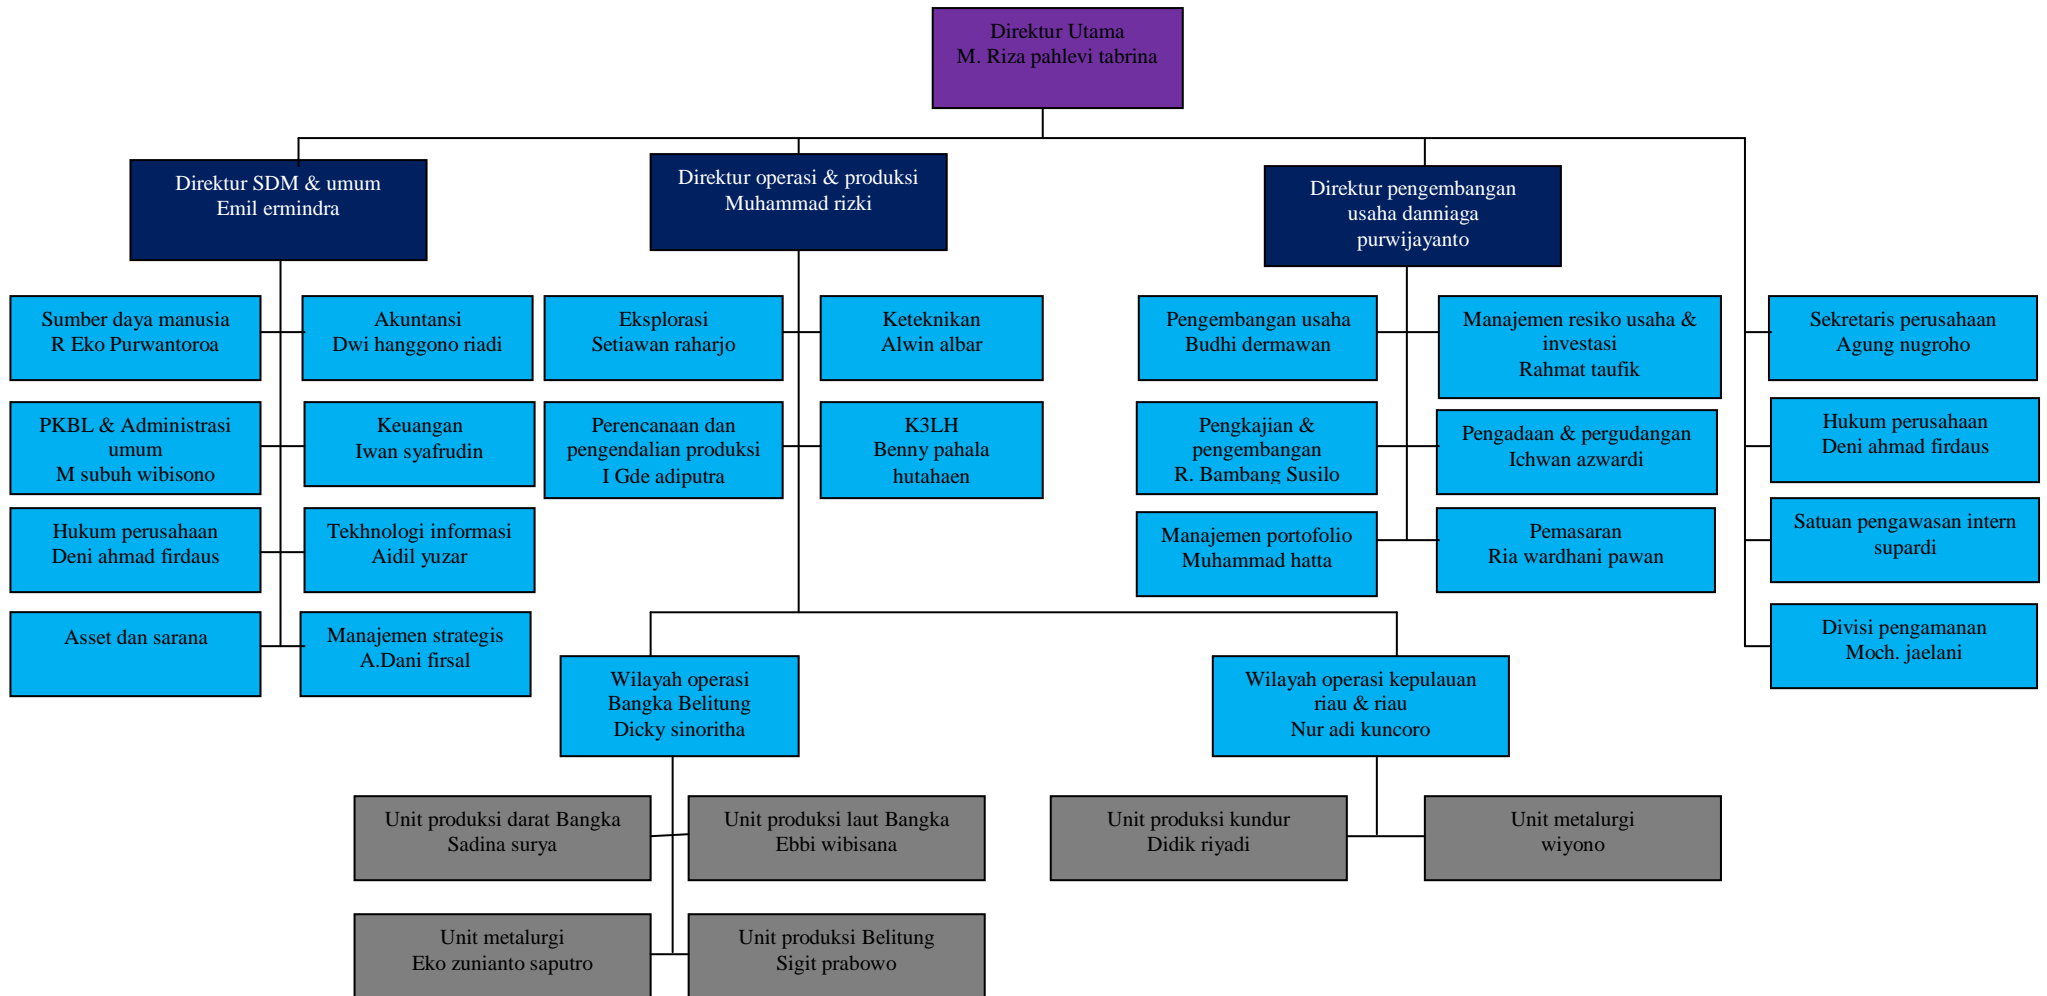 Direktur Utama
M. Riza pahlevi tabrina
Direktur SDM & umum
Emil ermindra
Direktur operasi & produksi
Muhammad rizki
Direktur pengembangan
usaha danniaga
purwijayanto
Sumber daya manusia
R Eko Purwantoroa
Akuntansi
Dwi hanggono riadi
Eksplorasi
Setiawan raharjo
Keteknikan
Alwin albar
Pengembangan usaha
Budhi dermawan
Manajemen resiko usaha &
investasi
Rahmat taufik
Sekretaris perusahaan
Agung nugroho
PKBL & Administrasi
umum
M subuh wibisono
Keuangan
Iwan syafrudin
Perencanaan dan
pengendalian produksi
I Gde adiputra
K3LH
Benny pahala
hutahaen
Pengkajian &
pengembangan
R. Bambang Susilo
Pengadaan & pergudangan
Ichwan azwardi
Hukum perusahaan
Deni ahmad firdaus
Hukum perusahaan
Deni ahmad firdaus
Tekhnologi informasi
Aidil yuzar
Manajemen portofolio
Muhammad hatta
Pemasaran
Ria wardhani pawan
Satuan pengawasan intern
supardi
Asset dan sarana
Manajemen strategis
A.Dani firsal
Divisi pengamanan
Moch. jaelani
Wilayah operasi
Bangka Belitung
Dicky sinoritha
Wilayah operasi kepulauan
riau & riau
Nur adi kuncoro
Unit produksi darat Bangka
Sadina surya
Unit produksi laut Bangka
Ebbi wibisana
Unit produksi kundur
Didik riyadi
Unit metalurgi
wiyono
Unit metalurgi
Eko zunianto saputro
Unit produksi Belitung
Sigit prabowo